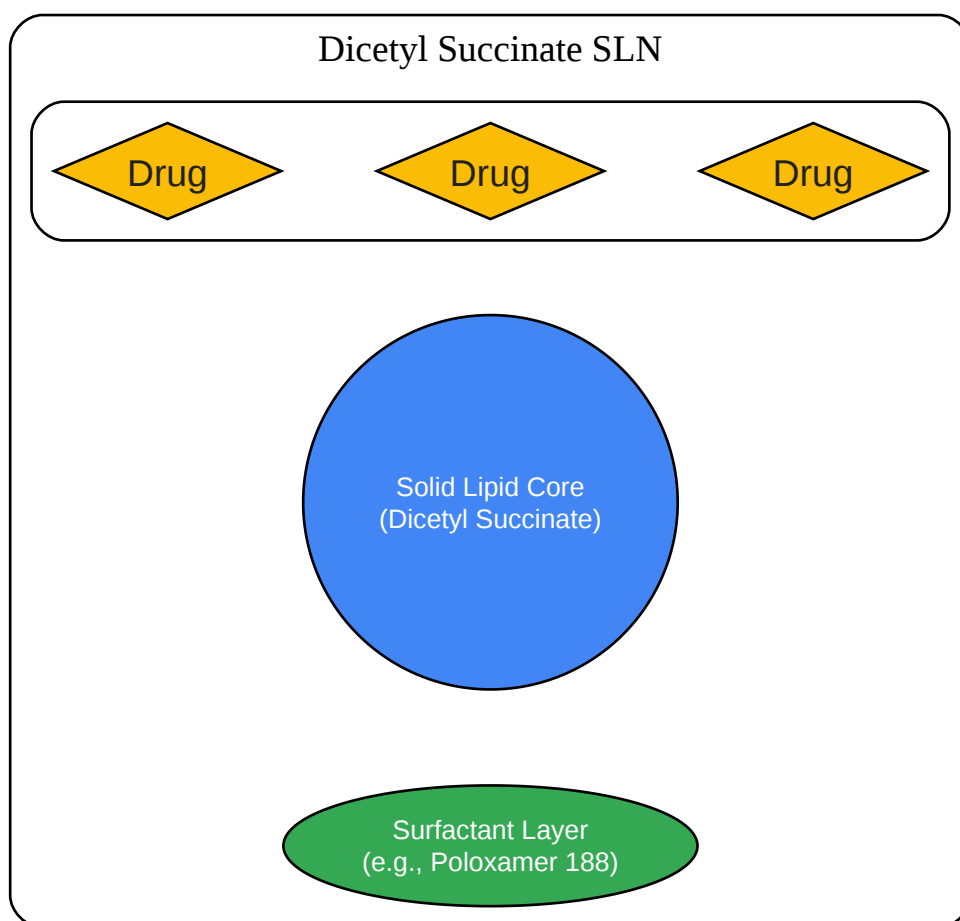 Dicetyl Succinate SLN
Drug Drug Drug
Solid Lipid Core
(Dicetyl Succinate)
Surfactant Layer
(e.g., Poloxamer 188)